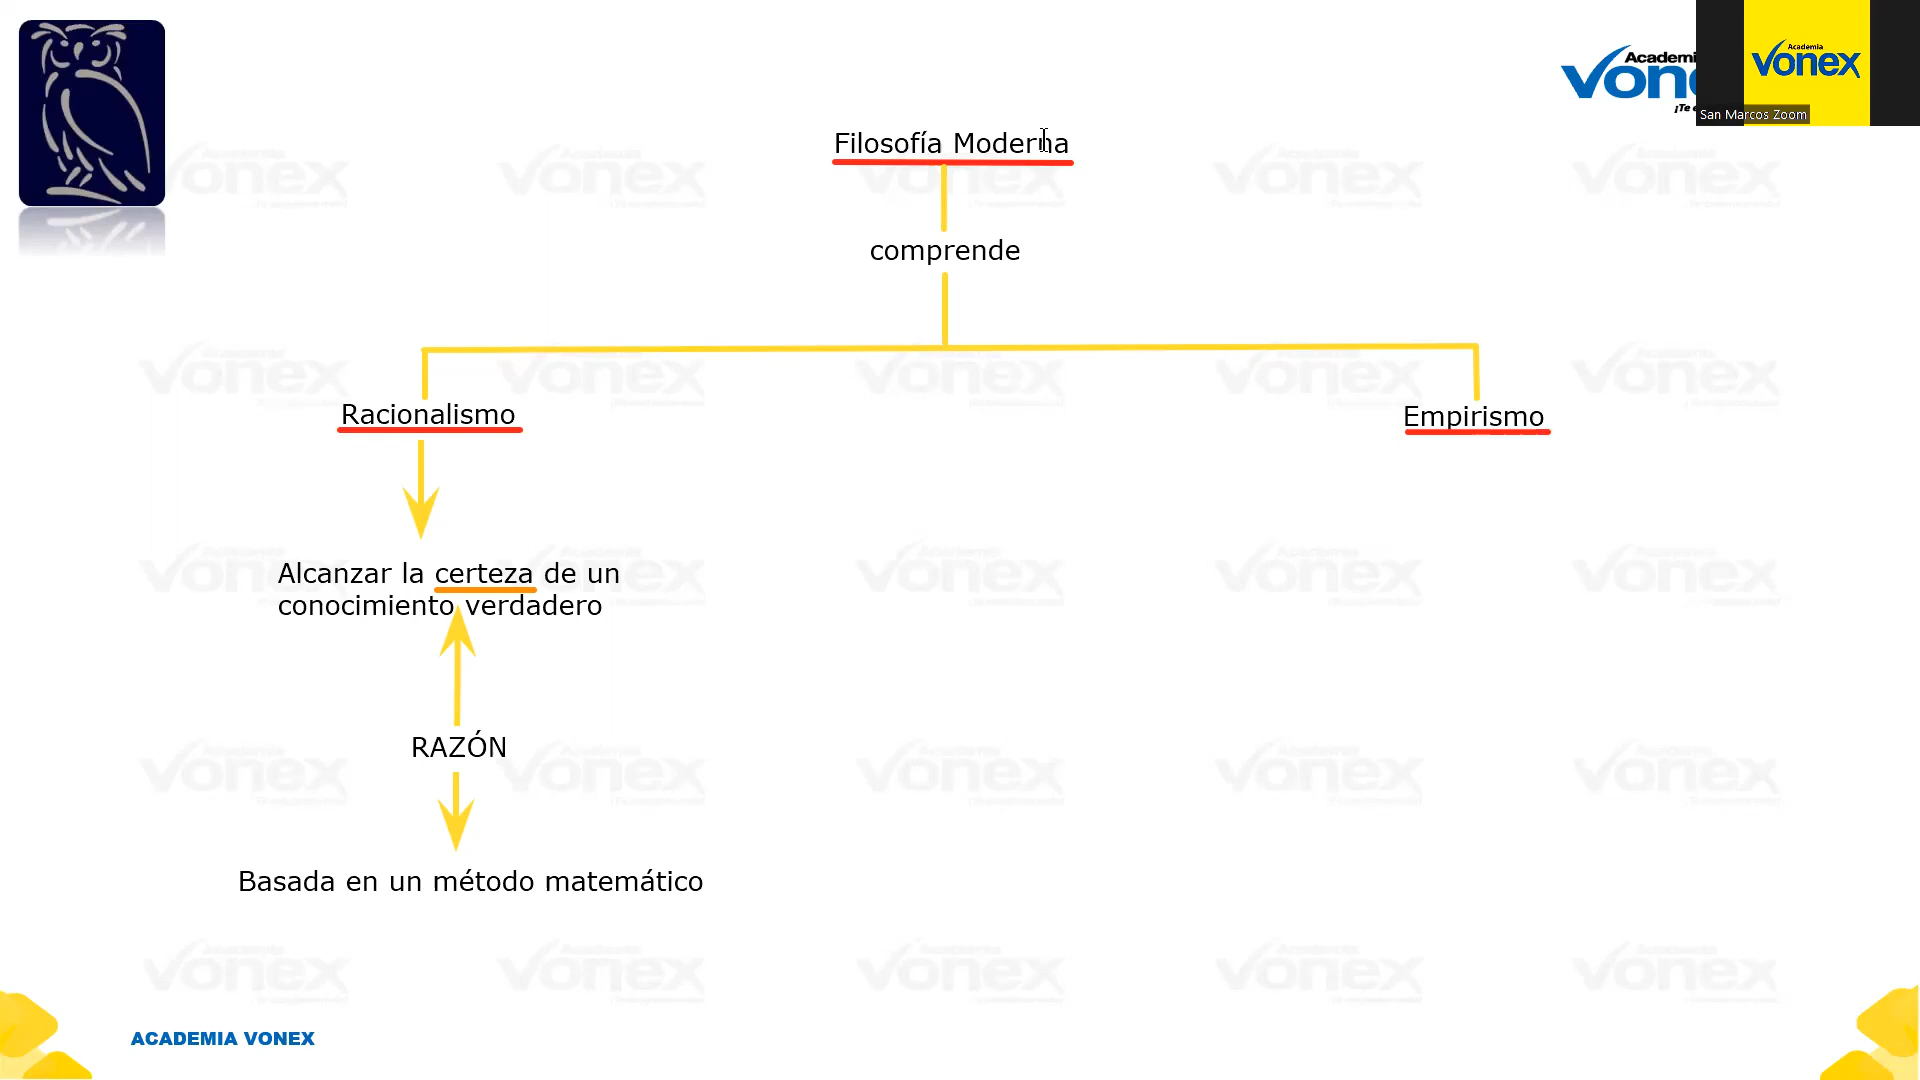 Academia
vonex
San Marcos Zoom
Filosofía Moderna
comprende
Racionalismo
Empirismo
Alcanzar la certeza de un
conocimiento verdadero
RAZÓN
Basada en un método matemático
ACADEMIA VONEX